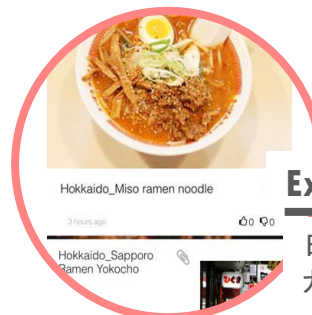 Hokkaido_Miso ramen noodle
3 hours ago
0 0
Hokkaido_Sapporo
Ramen Yokocho
Ex